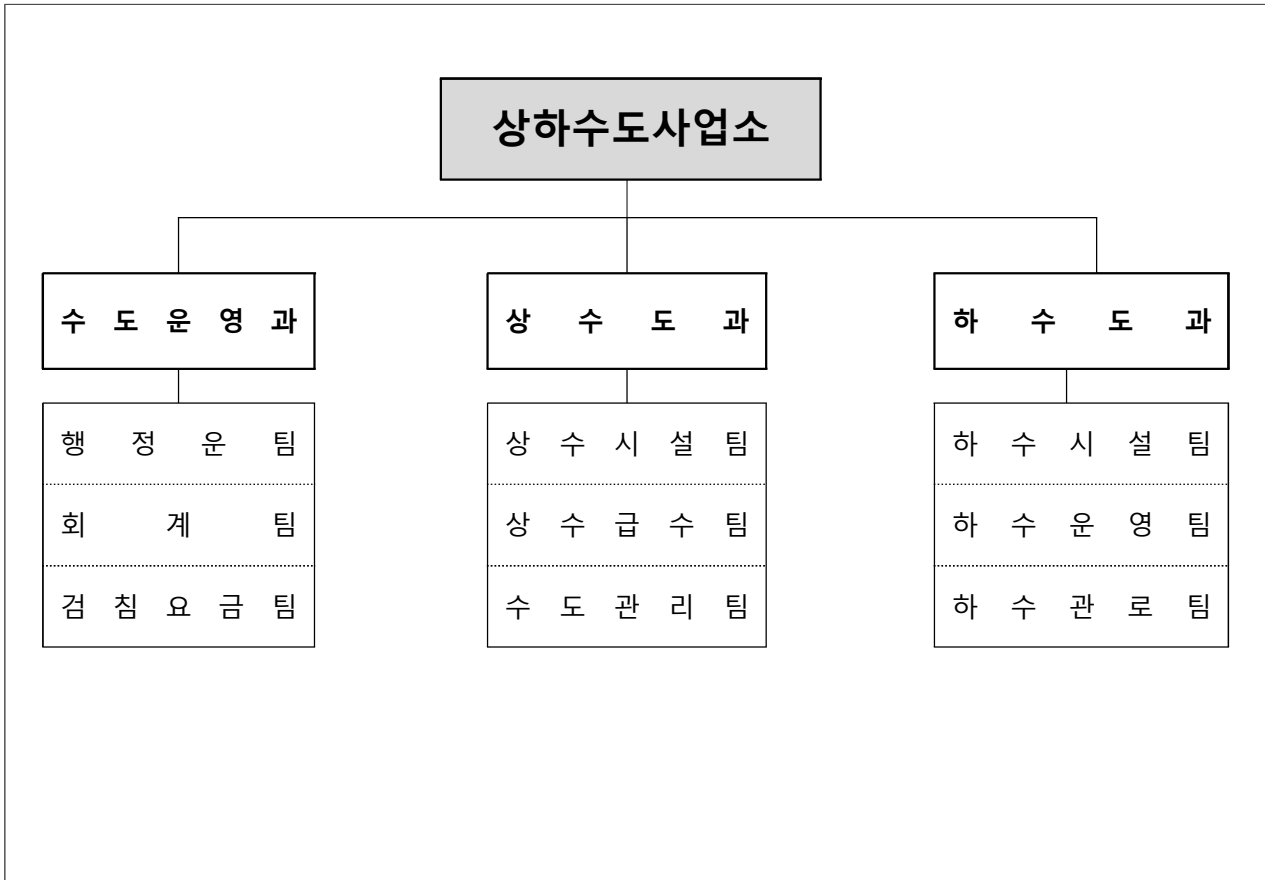 상하수도사업소
수도운영과
상수도과
하수도과
행정운팀
상수시설팀
하수시설팀
회계팀
상수급수팀
하수운영팀
검침요금팀
수도관리팀
하수관로팀